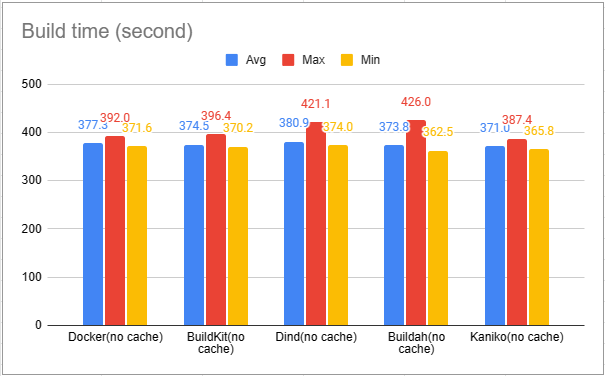 Build time (second)
Avg Max Min
500
400
300
200
100
0
377.3 392.0 371.6
374.5 396.4 370.2
380.9 421.1 374.0
373.8 426.0 362.5
371.0 387.4 365.8
Docker(no cache)
BuildKit(no
cache)
Dind(no cache)
Buildah(no
cache)
Kaniko(no cache)